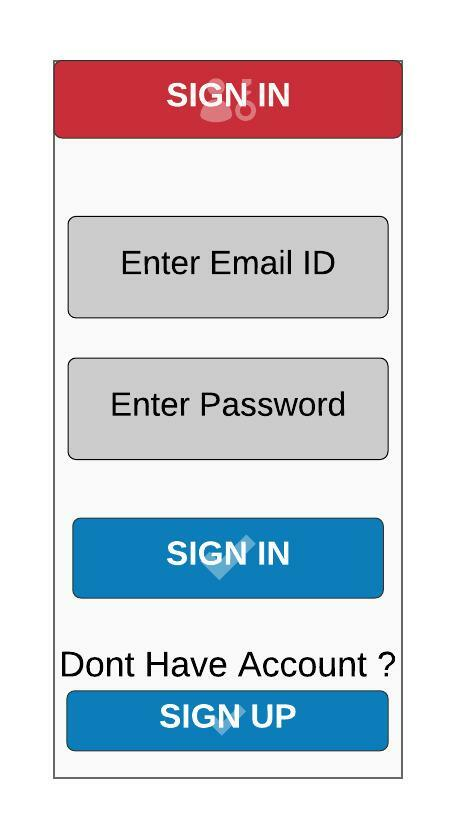 SIGN IN
Enter Email ID
Enter Password
SIGN IN
Dont Have Account ?
SIGN UP